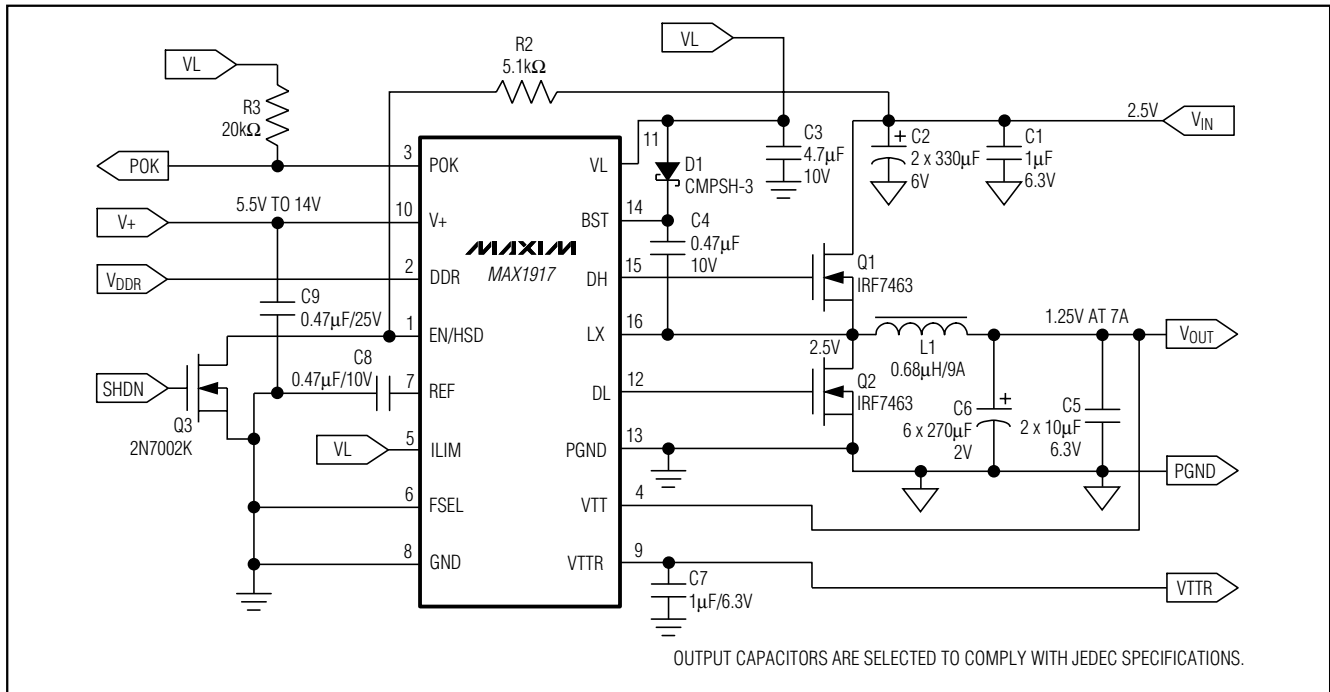 VL
R2
5.1kΩ
VL
R3
20kΩ
2.5V
VIN
POK
3
POK
VL
11
D1
CMPSH-3
C3
4.7µF
10V
+
C2
2 x 330µF
6V
C1
1µF
6.3V
V+
5.5V TO 14V
10
V+
BST
14
C4
0.47µF
10V
MAXIM
MAX1917
VDDR
2
DDR
DH
15
Q1
IRF7463
C9
0.47µF/25V
1
EN/HSD
LX
16
1.25V AT 7A
VOUT
L1
0.68µH/9A
2.5V
SHDN
Q3
2N7002K
C8
0.47µF/10V
7
REF
DL
12
Q2
IRF7463
+
C6
6 x 270µF
2V
C5
2 x 10µF
6.3V
VL
5
ILIM
PGND
13
PGND
6
FSEL
VTT
4
8
GND
VTTR
9
C7
1µF/6.3V
VTTR
OUTPUT CAPACITORS ARE SELECTED TO COMPLY WITH JEDEC SPECIFICATIONS.